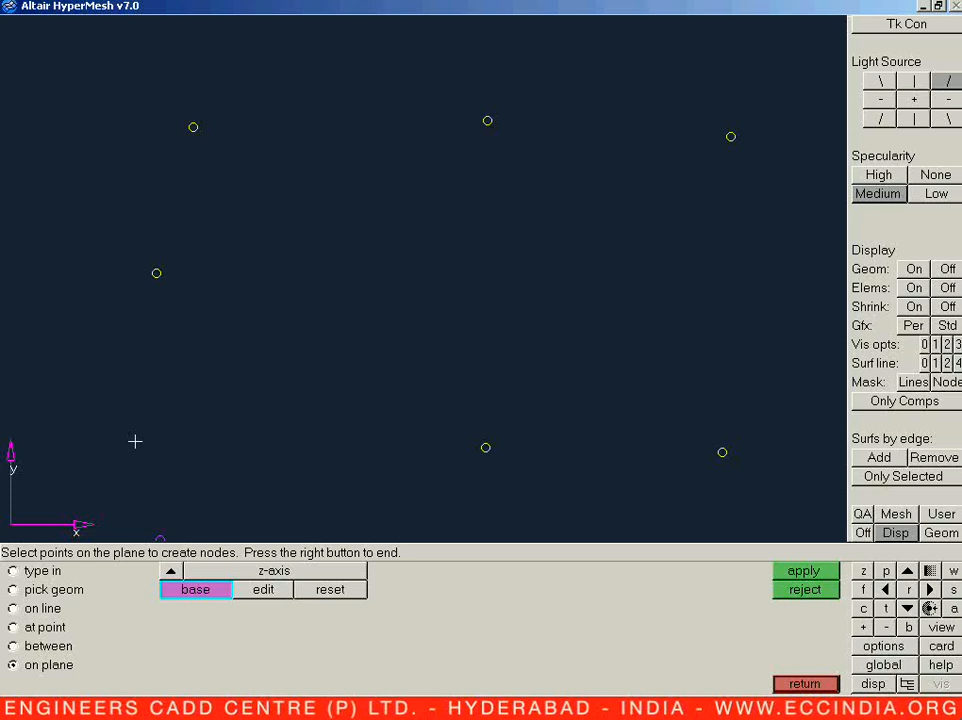 Altair HyperMesh v7.0
Tk Con
Light Source
\ | /
- + -
/ | \
Specularity
High None
Medium Low
Display
Geom: On Off
Elems: On Off
Shrink: On Off
Gfx: Per Std
Vis opts: 0 1 2 3
Surf line: 0 1 2 4
Mask: Lines Node
Only Comps
Surfs by edge:
Add Remove
Only Selected
QA Mesh User
Off Disp Geom
y
x
Select points on the plane to create nodes. Press the right button to end.
type in
pick geom
on line
at point
between
on plane
z-axis
base edit reset
apply
reject
return
z p w
f r s
c t a
+ - b view
options card
global help
disp vis
ENGINEERS CADD CENTRE (P) LTD. - HYDERABAD - INDIA - WWW.ECCINDIA.ORG